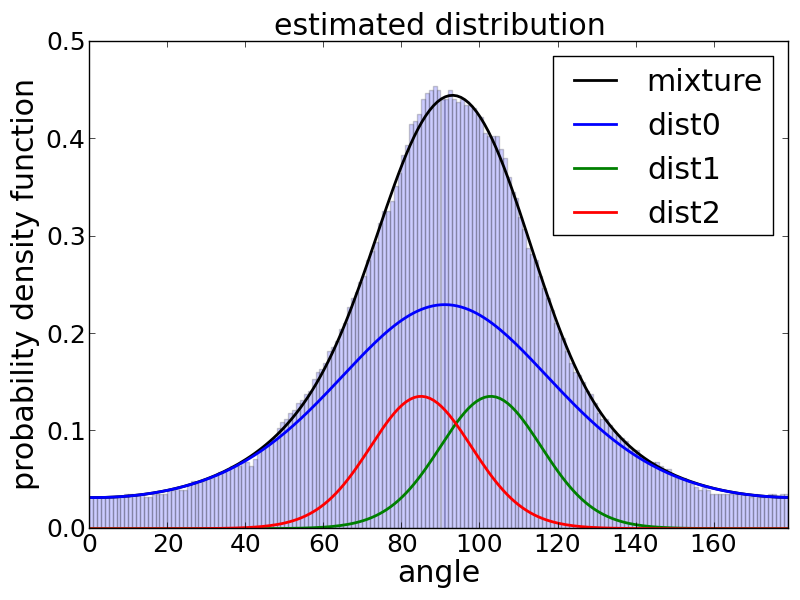 estimated distribution
probability density function
0.5
0.4
0.3
0.2
0.1
0.0
mixture
dist0
dist1
dist2
0 20 40 60 80 100 120 140 160
angle